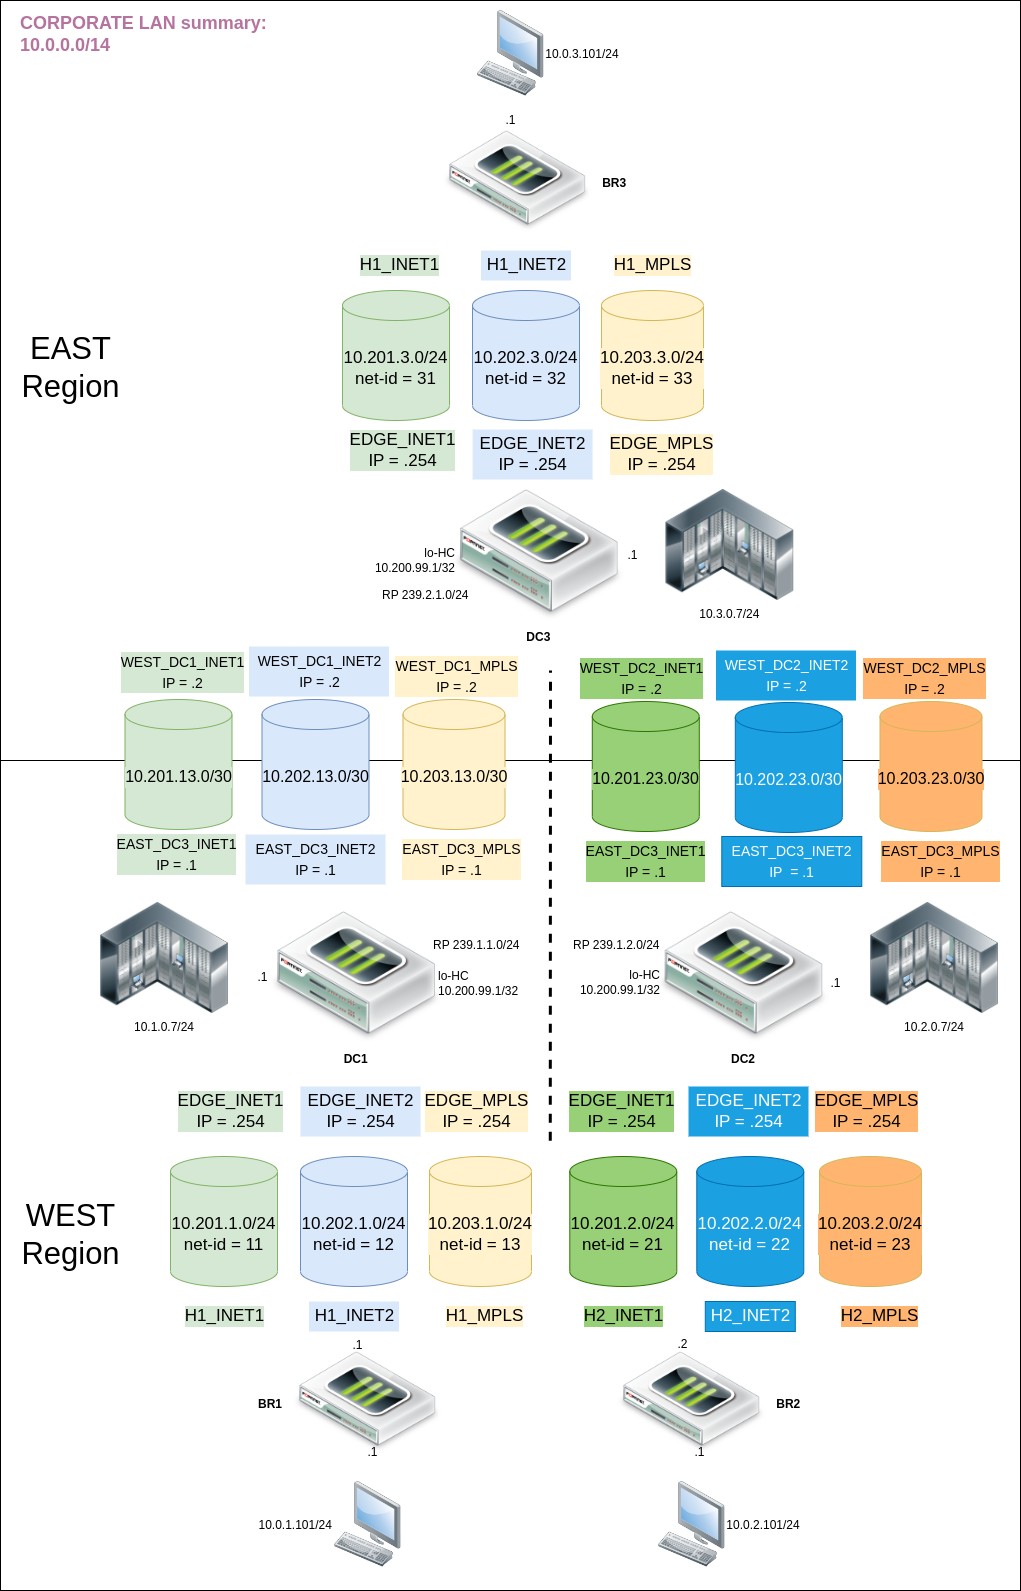 CORPORATE LAN summary:
10.0.0.0/14
10.0.3.101/24
.1
FORTINET
BR3
H1_INET1
H1_INET2
H1_MPLS
EAST
Region
10.201.3.0/24
net-id = 31
10.202.3.0/24
net-id = 32
10.203.3.0/24
net-id = 33
EDGE_INET1
IP = .254
EDGE_INET2
IP = .254
EDGE_MPLS
IP = .254
lo-HC
10.200.99.1/32
RP 239.2.1.0/24
FORTINET
.1
10.3.0.7/24
DC3
WEST_DC1_INET1
IP = .2
WEST_DC1_INET2
IP = .2
WEST_DC1_MPLS
IP = .2
WEST_DC2_INET1
IP = .2
WEST_DC2_INET2
IP = .2
WEST_DC2_MPLS
IP = .2
10.201.13.0/30
10.202.13.0/30
10.203.13.0/30
10.201.23.0/30
10.202.23.0/30
10.203.23.0/30
EAST_DC3_INET1
IP = .1
EAST_DC3_INET2
IP = .1
EAST_DC3_MPLS
IP = .1
EAST_DC3_INET1
IP = .1
EAST_DC3_INET2
IP = .1
EAST_DC3_MPLS
IP = .1
10.1.0.7/24
.1
FORTINET
RP 239.1.1.0/24
lo-HC
10.200.99.1/32
DC1
RP 239.1.2.0/24
lo-HC
10.200.99.1/32
FORTINET
.1
10.2.0.7/24
DC2
EDGE_INET1
IP = .254
EDGE_INET2
IP = .254
EDGE_MPLS
IP = .254
EDGE_INET1
IP = .254
EDGE_INET2
IP = .254
EDGE_MPLS
IP = .254
WEST
Region
10.201.1.0/24
net-id = 11
10.202.1.0/24
net-id = 12
10.203.1.0/24
net-id = 13
10.201.2.0/24
net-id = 21
10.202.2.0/24
net-id = 22
10.203.2.0/24
net-id = 23
H1_INET1
H1_INET2
H1_MPLS
H2_INET1
H2_INET2
H2_MPLS
.1
BR1
FORTINET
.1
.2
FORTINET
BR2
.1
10.0.1.101/24
10.0.2.101/24